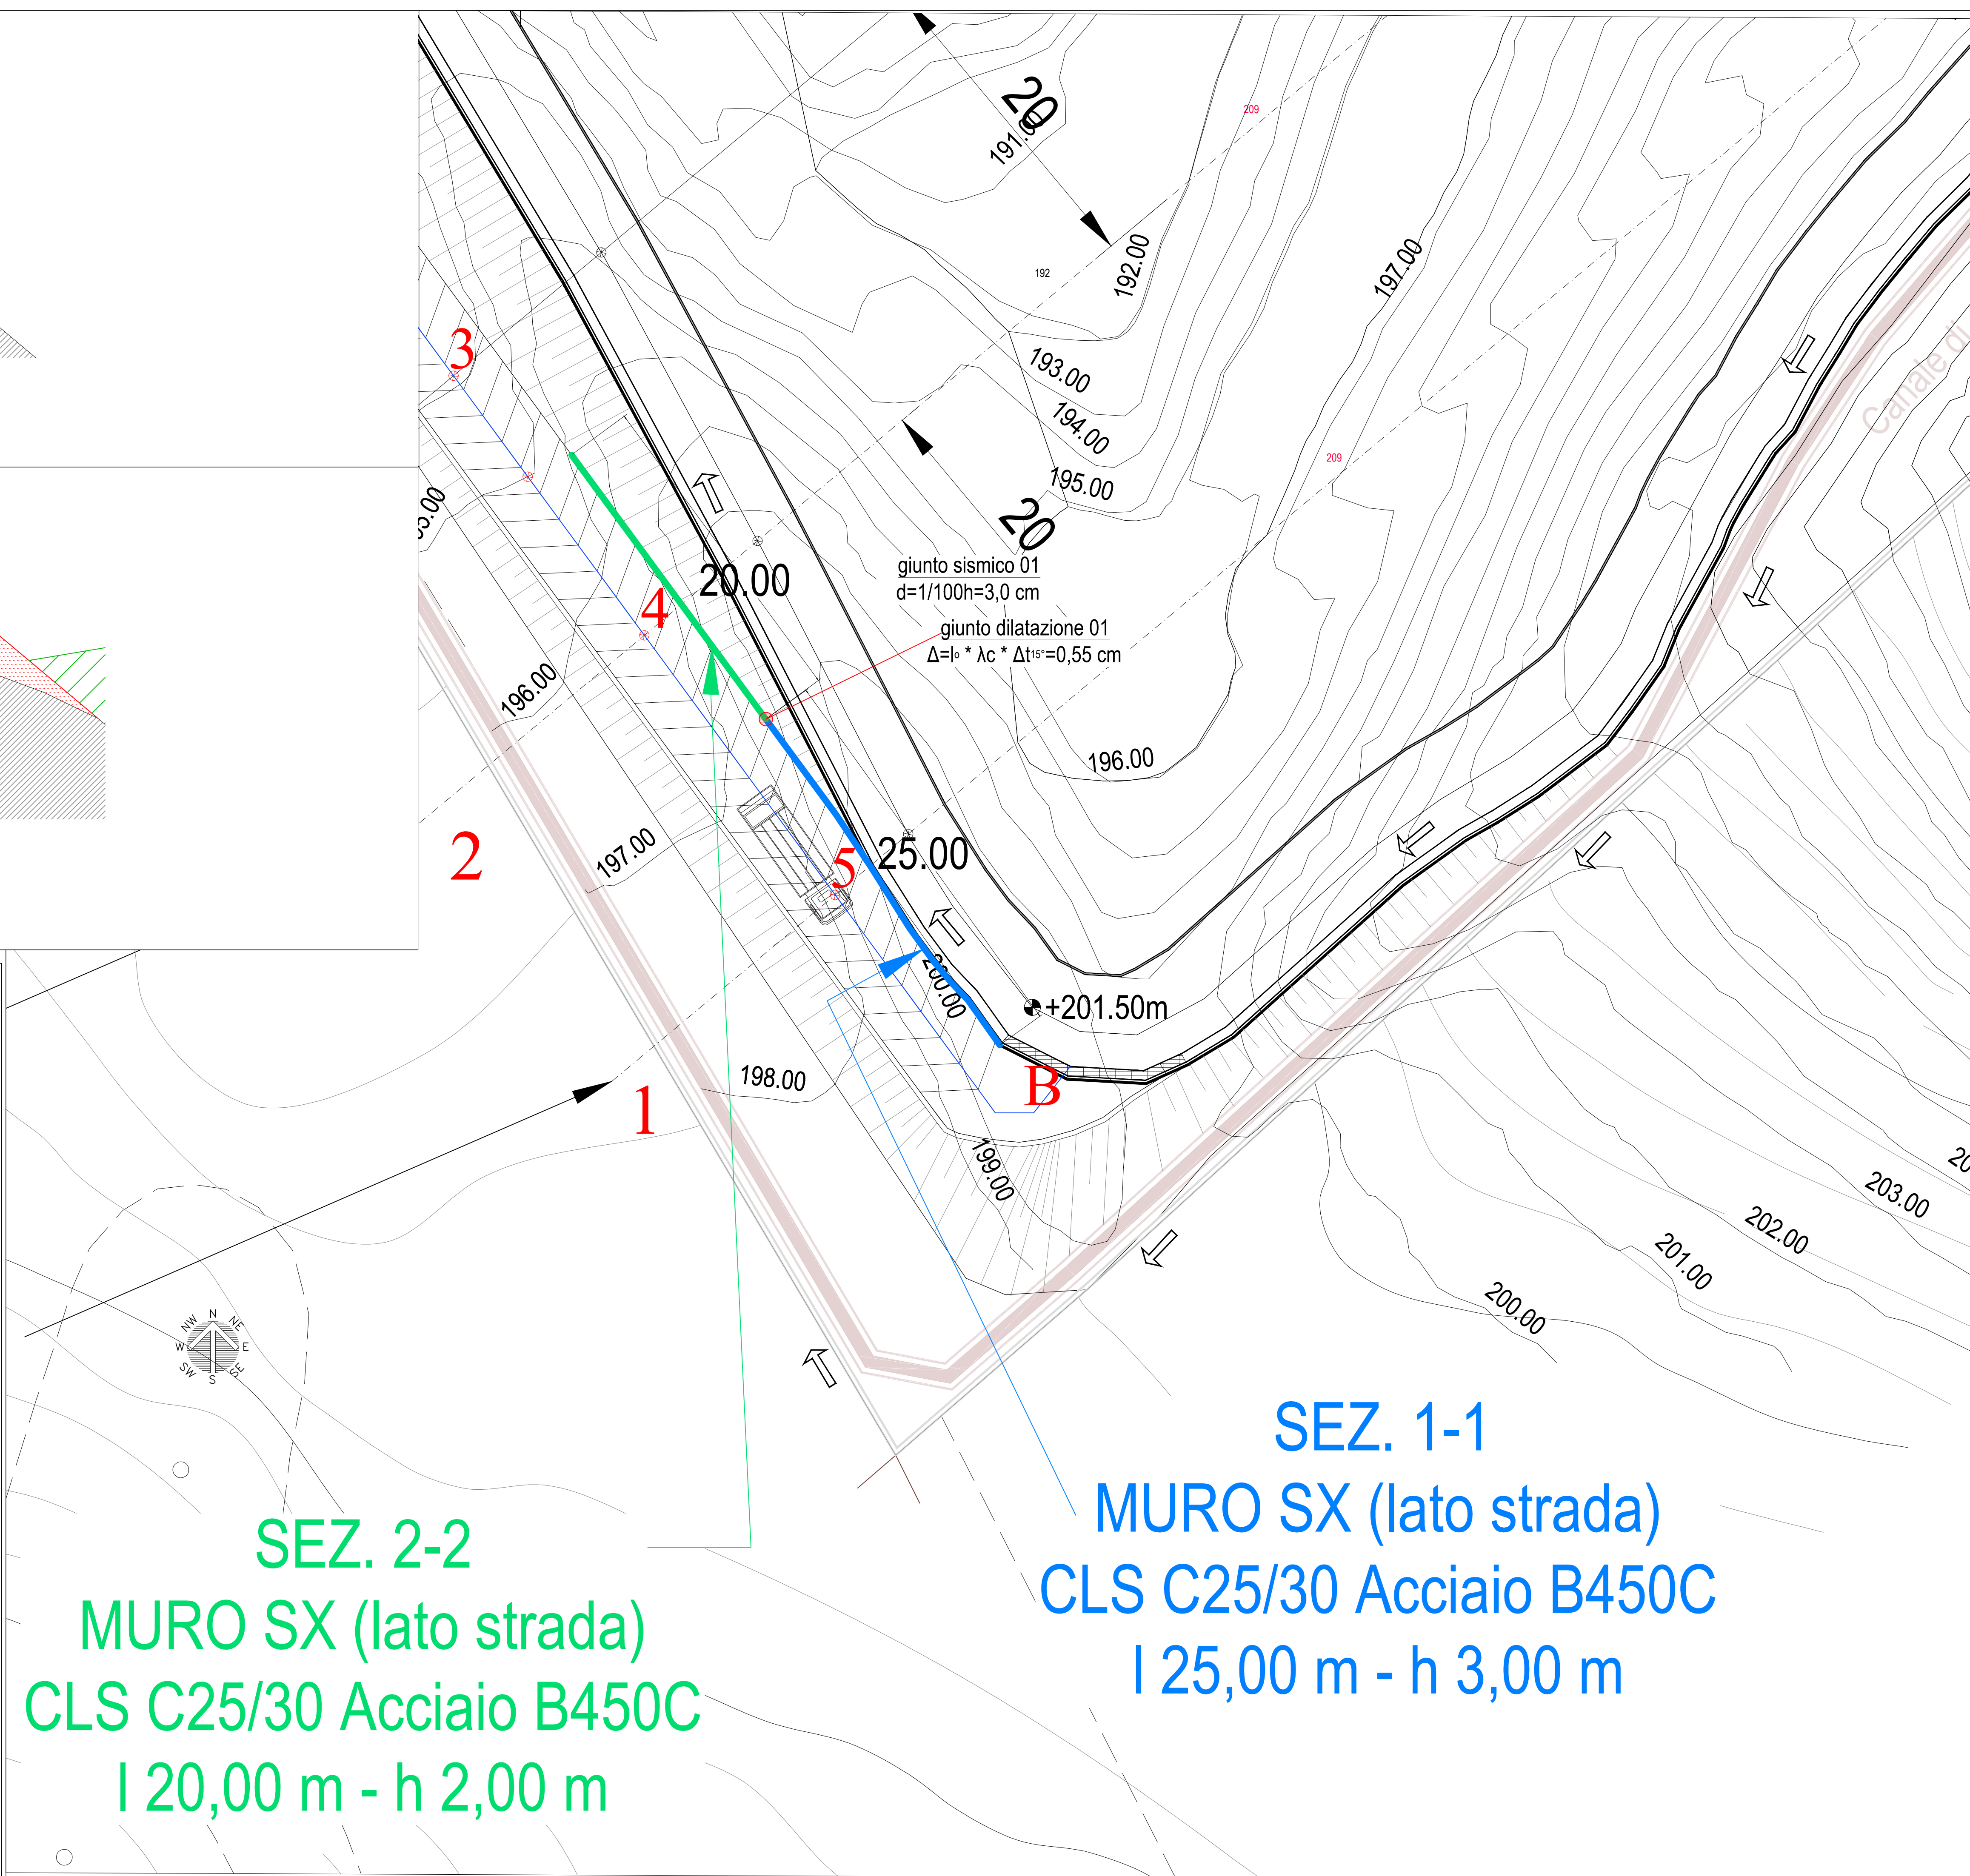 20
191.00
209
192.00
192
197.00
193.00
194.00
195.00
20
209
Canale di
3
giunto sismico 01
d=1/100h=3,0 cm
giunto dilatazione 01
Δ=l₀ * λc * Δt15°=0,55 cm
20.00
4
196.00
196.00
2
197.00
5
25.00
200.00
+201.50m
198.00
B
1
199.00
203.00
202.00
201.00
200.00
N
NW
NE
W
E
SW
SE
S
SEZ. 1-1
MURO SX (lato strada)
CLS C25/30 Acciaio B450C
l 25,00 m - h 3,00 m
SEZ. 2-2
MURO SX (lato strada)
CLS C25/30 Acciaio B450C
l 20,00 m - h 2,00 m